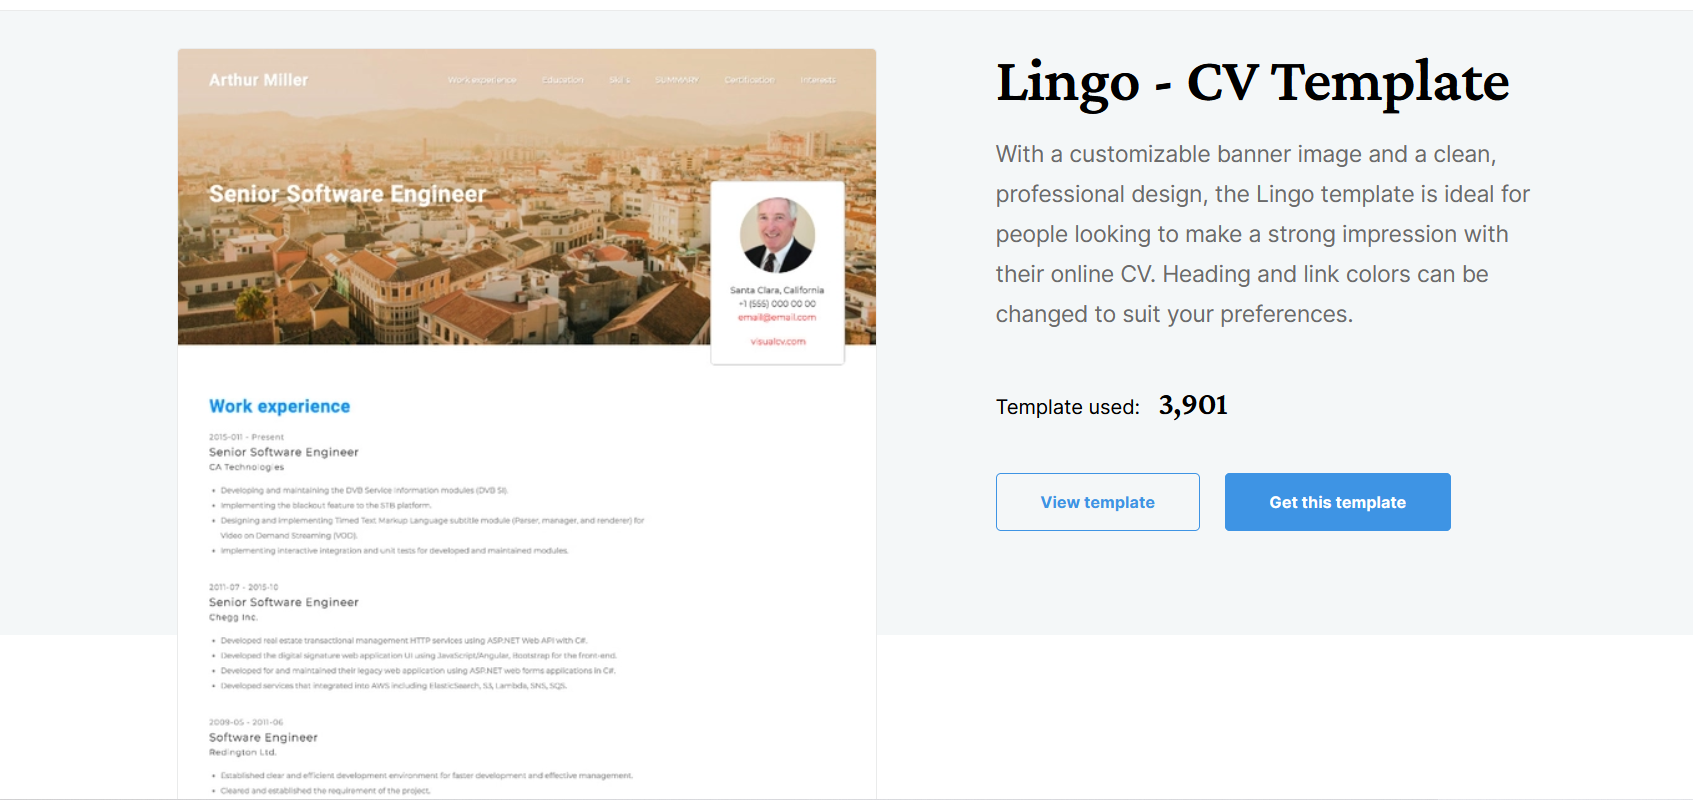 Arthur Miller
Work experience Education Skills SUMMARY Certification Interests
Senior Software Engineer
Santa Clara, California
+1 (555) 000 00 00
email@email.com
visualcv.com
Work experience
2015-011 - Present
Senior Software Engineer
CA Technologies
• Developing and maintaining the DVB Service Information modules (DVB SI).
• Implementing the blackout feature to the STB platform.
• Designing and implementing Timed Text Markup Language subtitle module (Parser, manager, and renderer) for
Video on Demand Streaming (VOD).
• Implementing interactive integration and unit tests for developed and maintained modules.
2011-07 - 2015-10
Senior Software Engineer
Chegg Inc.
• Developed real estate transactional management HTTP services using ASP.NET Web API with C#.
• Developed the digital signature web application UI using JavaScript/Angular, Bootstrap for the front-end.
• Developed for and maintained their legacy web application using ASP.NET web forms applications in C#.
• Developed services that integrated into AWS including ElasticSearch, S3, Lambda, SNS, SQS.
2009-05 - 2011-06
Software Engineer
Redington Ltd.
• Established clear and efficient development environment for faster development and effective management.
• Cleared and established the requirement of the project.
Lingo - CV Template
With a customizable banner image and a clean,
professional design, the Lingo template is ideal for
people looking to make a strong impression with
their online CV. Heading and link colors can be
changed to suit your preferences.
Template used: 3,901
View template
Get this template